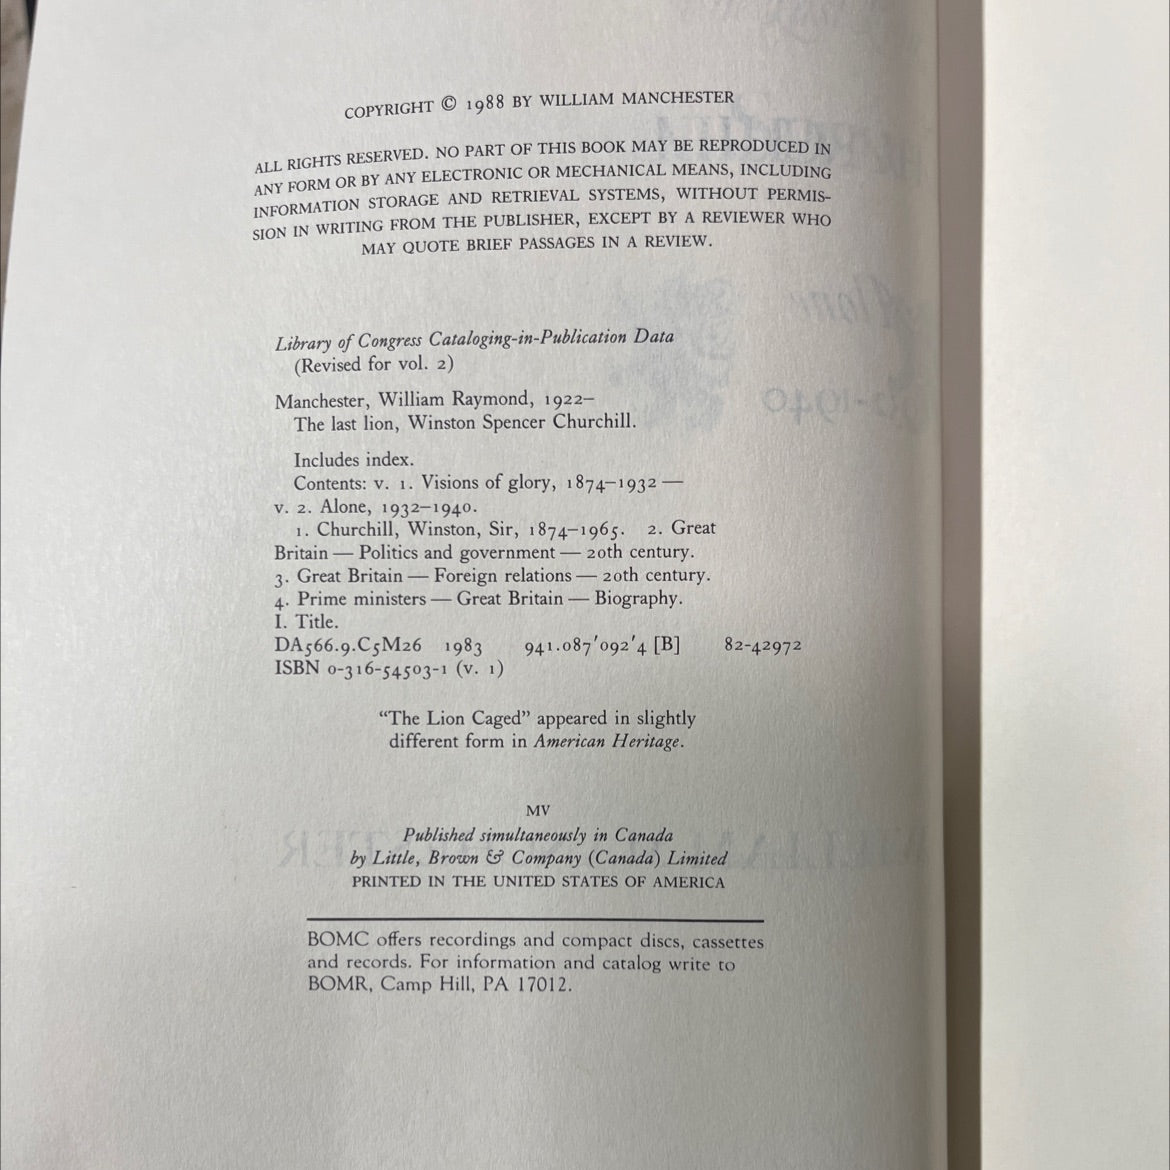 COPYRIGHT © 1988 BY WILLIAM MANCHESTER
ALL RIGHTS RESERVED. NO PART OF THIS BOOK MAY BE REPRODUCED IN
ANY FORM OR BY ANY ELECTRONIC OR MECHANICAL MEANS, INCLUDING
INFORMATION STORAGE AND RETRIEVAL SYSTEMS, WITHOUT PERMIS-
SION IN WRITING FROM THE PUBLISHER, EXCEPT BY A REVIEWER WHO
MAY QUOTE BRIEF PASSAGES IN A REVIEW.
Library of Congress Cataloging-in-Publication Data
(Revised for vol. 2)
Manchester, William Raymond, 1922–
The last lion, Winston Spencer Churchill.
Includes index.
Contents: v. 1. Visions of glory, 1874–1932 —
v. 2. Alone, 1932–1940.
1. Churchill, Winston, Sir, 1874–1965. 2. Great
Britain — Politics and government — 20th century.
3. Great Britain — Foreign relations — 20th century.
4. Prime ministers — Great Britain — Biography.
I. Title.
DA566.9.C5M26 1983 941.087′092′4 [B] 82-42972
ISBN 0-316-54503-1 (v. 1)
“The Lion Caged” appeared in slightly
different form in American Heritage.
MV
Published simultaneously in Canada
by Little, Brown & Company (Canada) Limited
PRINTED IN THE UNITED STATES OF AMERICA
BOMC offers recordings and compact discs, cassettes
and records. For information and catalog write to
BOMR, Camp Hill, PA 17012.